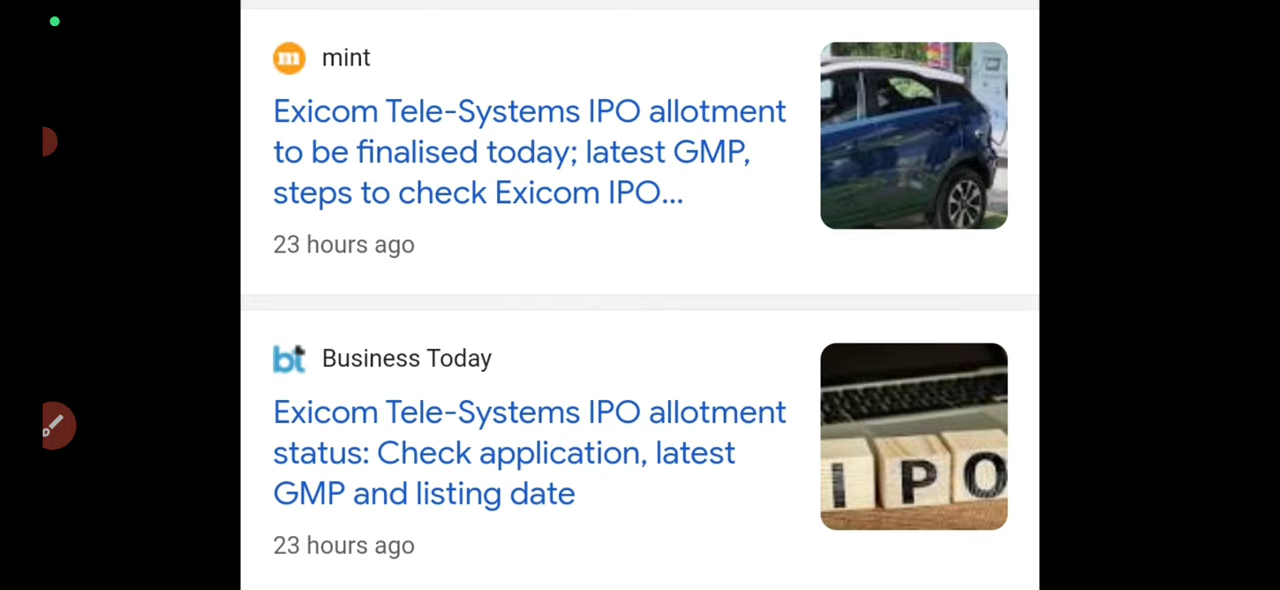 mint
Exicom Tele-Systems IPO allotment
to be finalised today; latest GMP,
steps to check Exicom IPO...
23 hours ago
bt Business Today
Exicom Tele-Systems IPO allotment
status: Check application, latest
GMP and listing date
23 hours ago
IPO